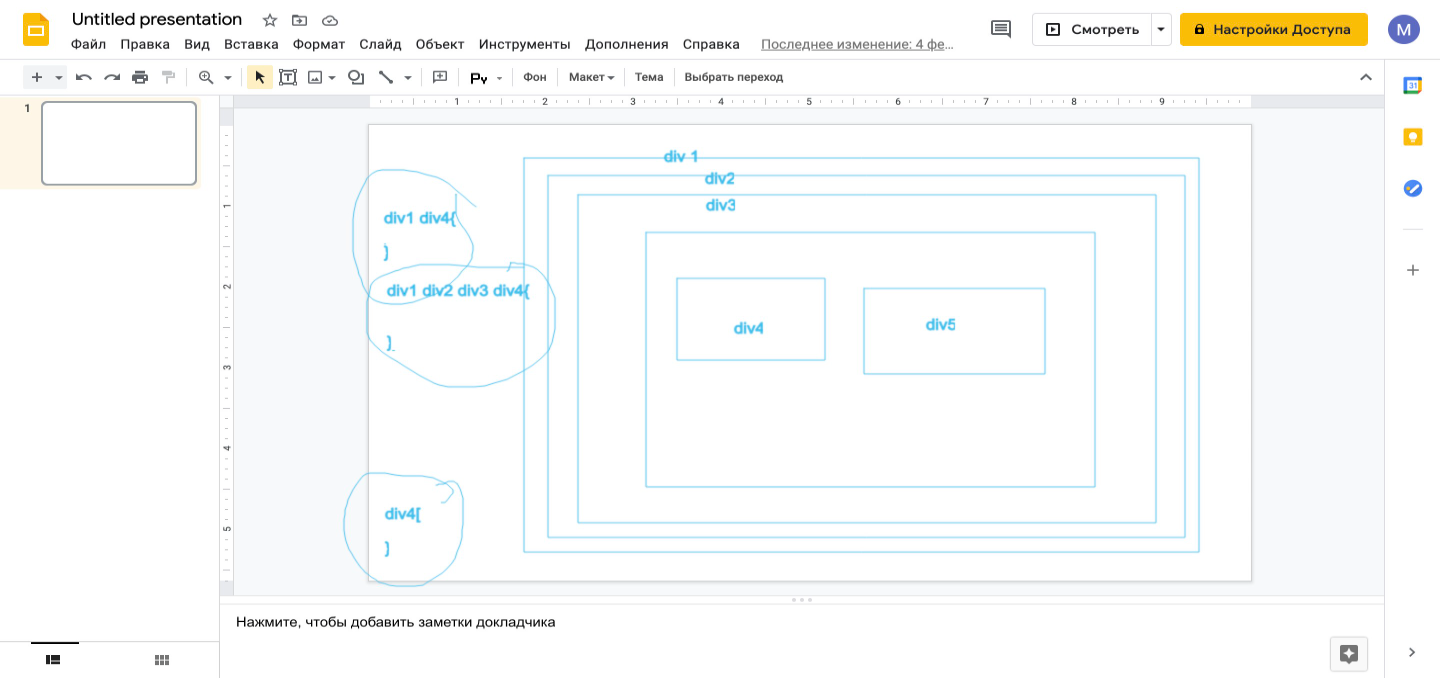 Untitled presentation
Файл Правка Вид Вставка Формат Слайд Объект Инструменты Дополнения Справка Последнее изменение: 4 фе…
Смотреть
Настройки Доступа
M
Фон Макет Тема Выбрать переход
31
1
1 2 3 4 5 6 7 8 9
1
2
3
4
5
div 1
div2
div3
div1 div4{
}
div1 div2 div3 div4{
}
div4
div5
div4[
]
Нажмите, чтобы добавить заметки докладчика